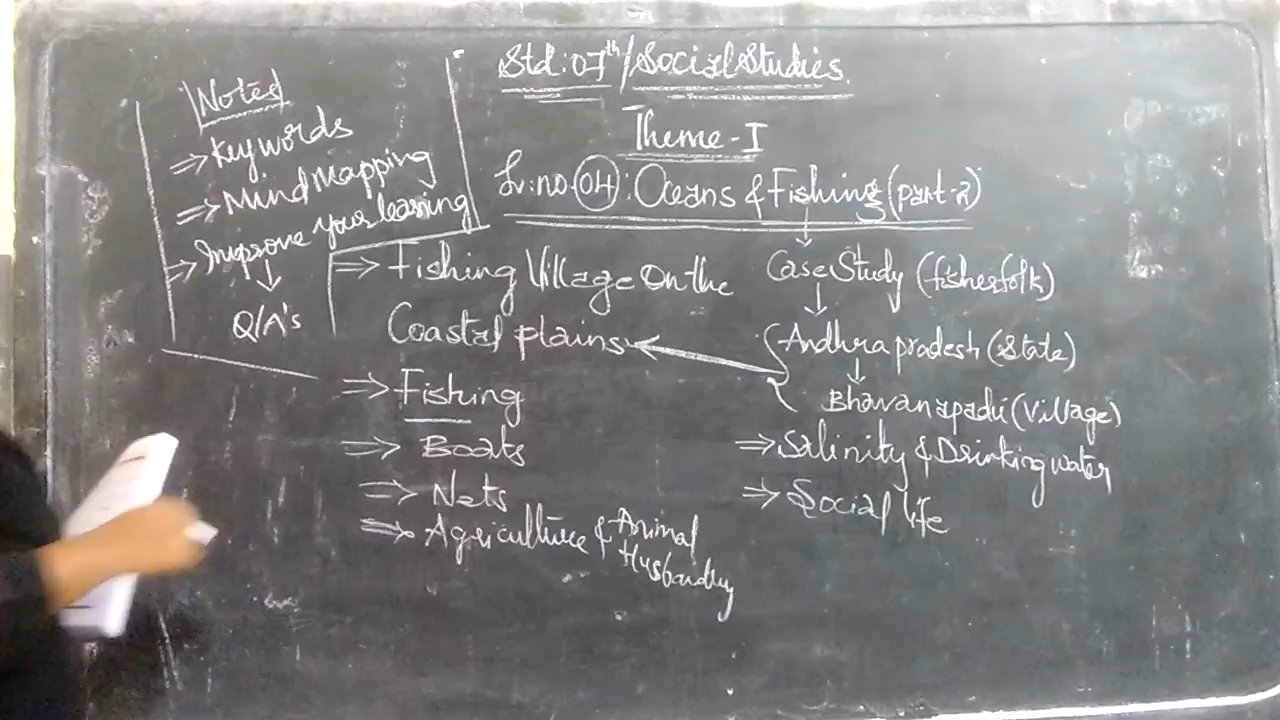 Std:07th/Social Studies
Theme-I
Lr:no.04:Oceans & Fishing (part-2)
Notes
⇒ Keywords
⇒ Mind Mapping
⇒ Improve your learning
↓
Q/A's
⇒ Fishing Village On the
Coastal plains
⇒ Fishing
⇒ Boats
⇒ Nets
⇒ Agriculture & Animal
Husbandry
↓
Case Study (fisherfolk)
↓
Andhra pradesh (State)
↓
Bhavanapadu (Village)
⇒ Salinity & Drinking water
⇒ Social life